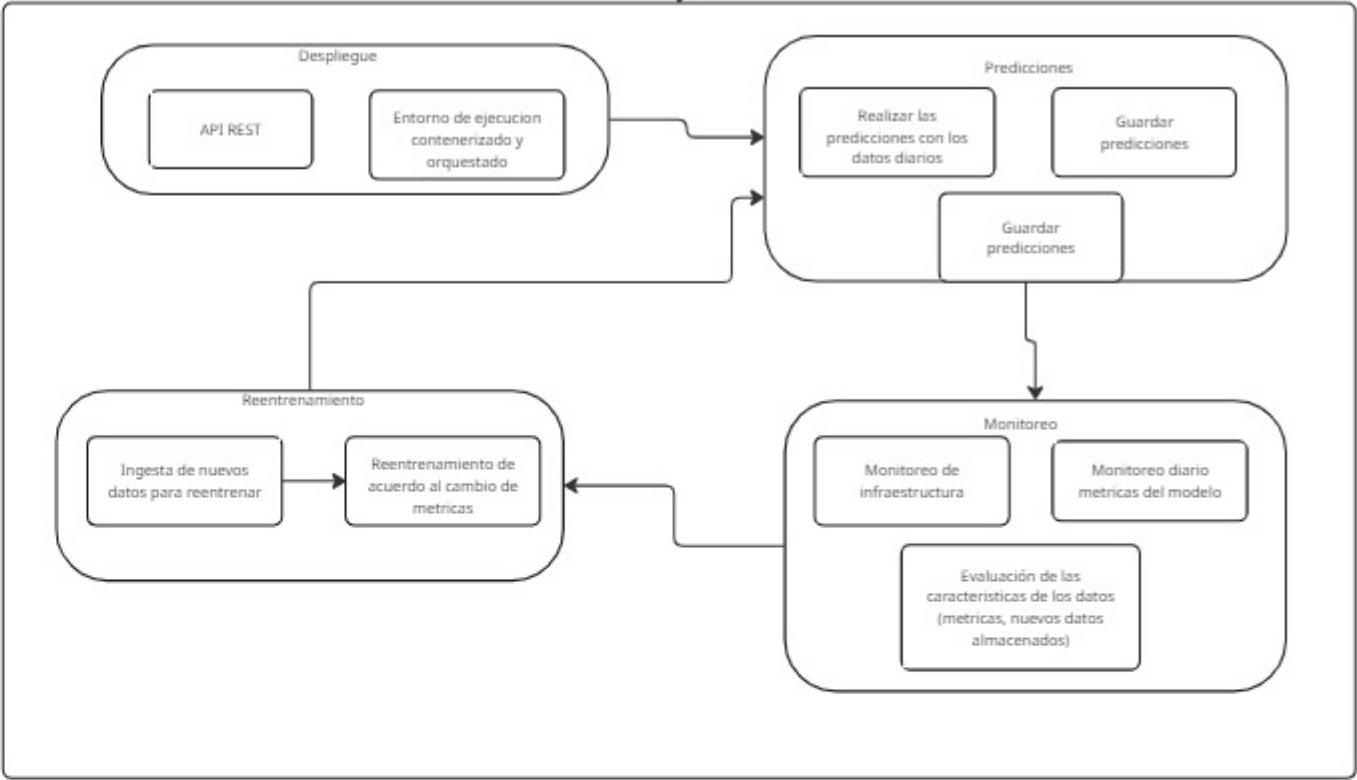 Despliegue
API REST
Entorno de ejecucion
contenerizado y
orquestado
Predicciones
Realizar las
predicciones con los
datos diarios
Guardar
predicciones
Guardar
predicciones
Reentrenamiento
Ingesta de nuevos
datos para reentrenar
Reentrenamiento de
acuerdo al cambio de
metricas
Monitoreo
Monitoreo de
infraestructura
Monitoreo diario
metricas del modelo
Evaluación de las
caracteristicas de los datos
(metricas, nuevos datos
almacenados)